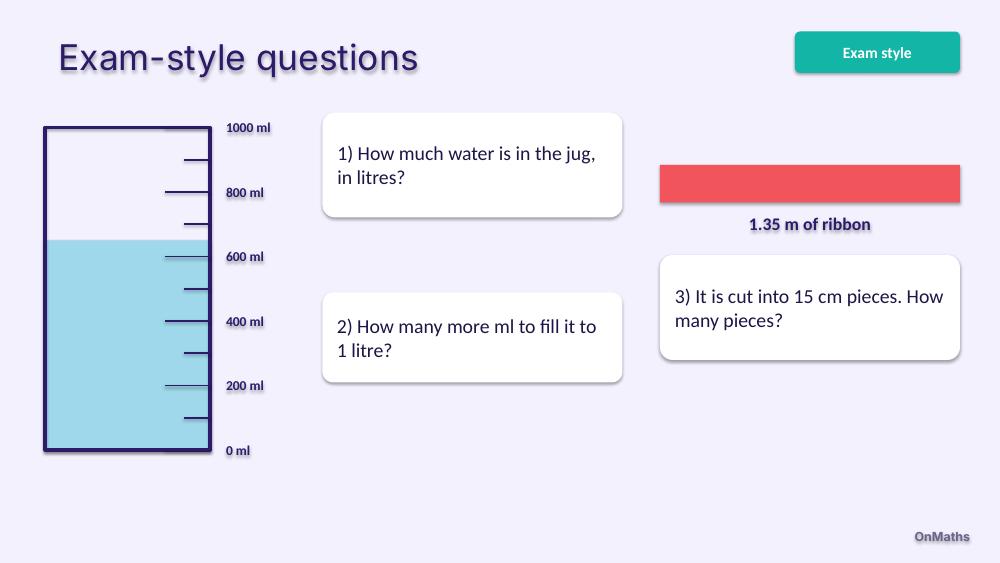 Exam-style questions
Exam style
1000 ml
800 ml
600 ml
400 ml
200 ml
0 ml
1) How much water is in the jug,
in litres?
2) How many more ml to fill it to
1 litre?
1.35 m of ribbon
3) It is cut into 15 cm pieces. How
many pieces?
OnMaths